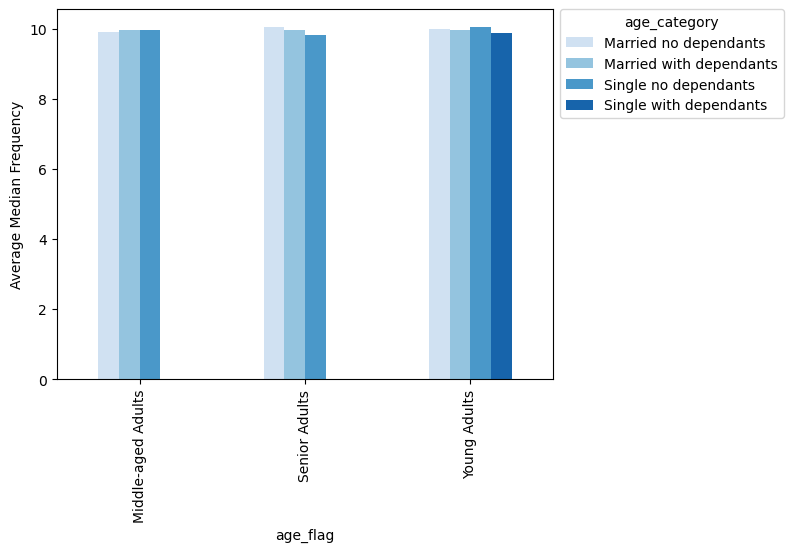 age_category
Married no dependants
Married with dependants
Single no dependants
Single with dependants
Average Median Frequency
10
8
6
4
2
0
Middle-aged Adults
Senior Adults
Young Adults
age_flag